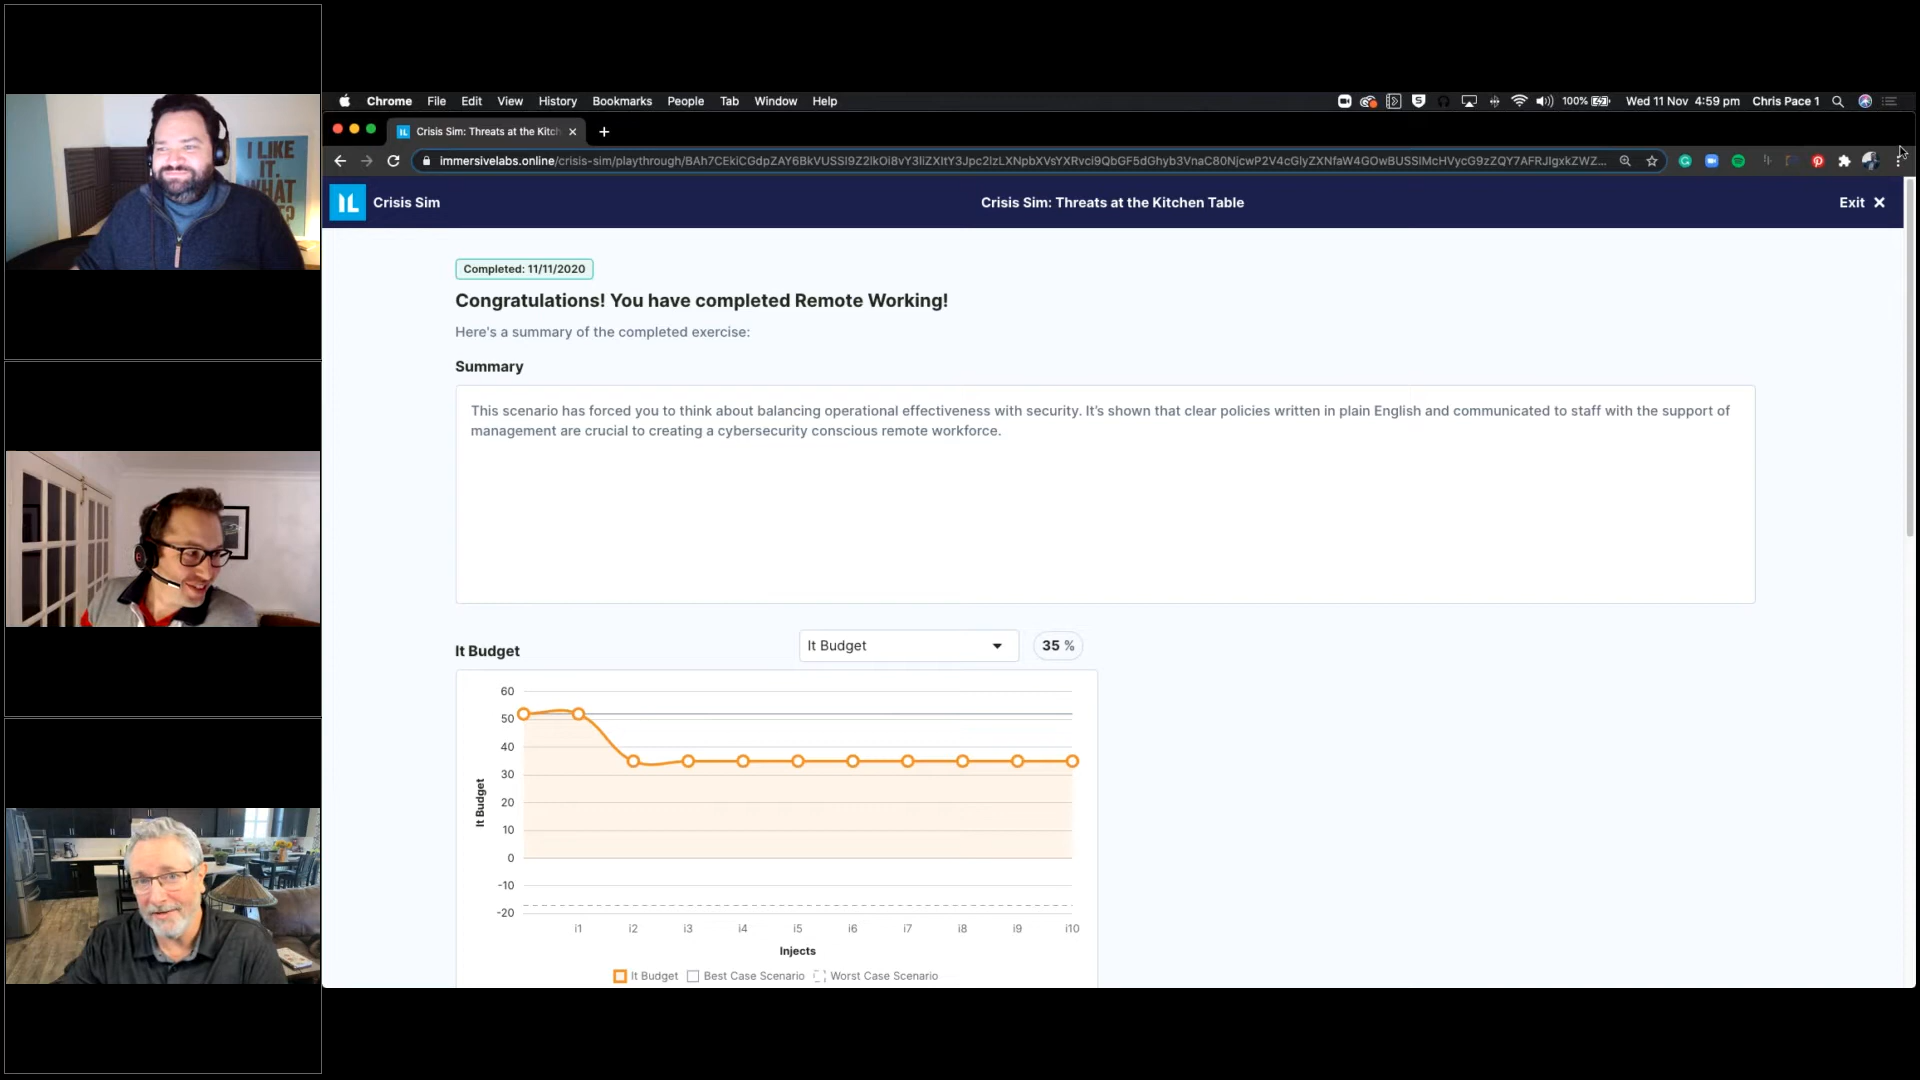 I LIKE
IT.
WHAT
Chrome File Edit View History Bookmarks People Tab Window Help
100% Wed 11 Nov 4:59 pm Chris Pace 1
Crisis Sim: Threats at the Kitch
Crisis Sim
Crisis Sim: Threats at the Kitchen Table
Exit
Completed: 11/11/2020
Congratulations! You have completed Remote Working!
Here's a summary of the completed exercise:
Summary
This scenario has forced you to think about balancing operational effectiveness with security. It's shown that clear policies written in plain English and communicated to staff with the support of
management are crucial to creating a cybersecurity conscious remote workforce.
It Budget
It Budget
35 %
60
50
40
30
20
10
0
-10
-20
It Budget
i1 i2 i3 i4 i5 i6 i7 i8 i9 i10
Injects
It Budget Best Case Scenario Worst Case Scenario